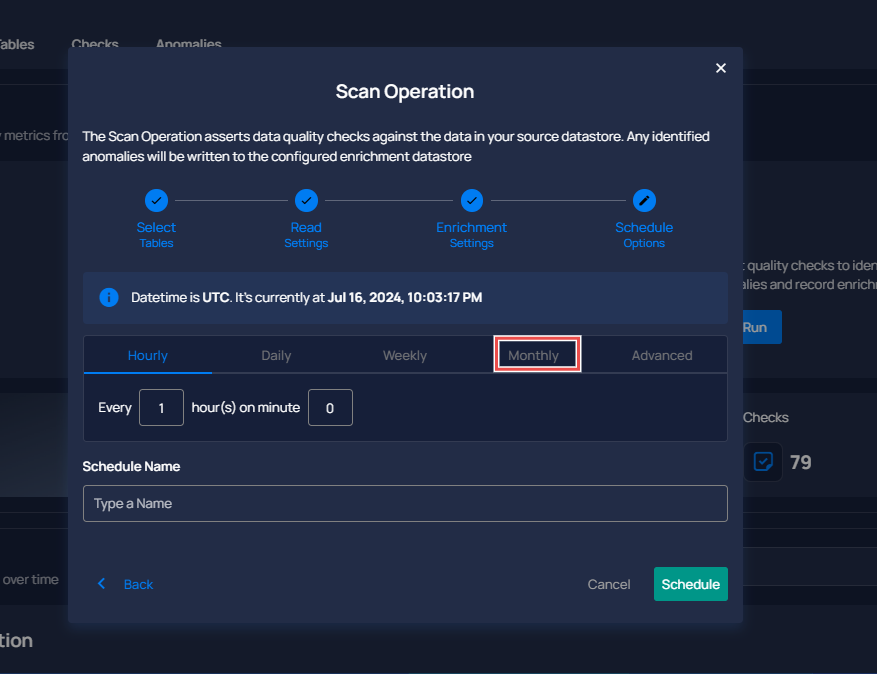 Tables Checks Anomalies
Scan Operation
y metrics fro
The Scan Operation asserts data quality checks against the data in your source datastore. Any identified
anomalies will be written to the configured enrichment datastore
Select
Tables
Read
Settings
Enrichment
Settings
Schedule
Options
t quality checks to iden
alies and record enrichm
Datetime is UTC. It's currently at Jul 16, 2024, 10:03:17 PM
Run
Hourly Daily Weekly Monthly Advanced
Every 1 hour(s) on minute 0
Checks
79
Schedule Name
Type a Name
over time
Back Cancel Schedule
tion